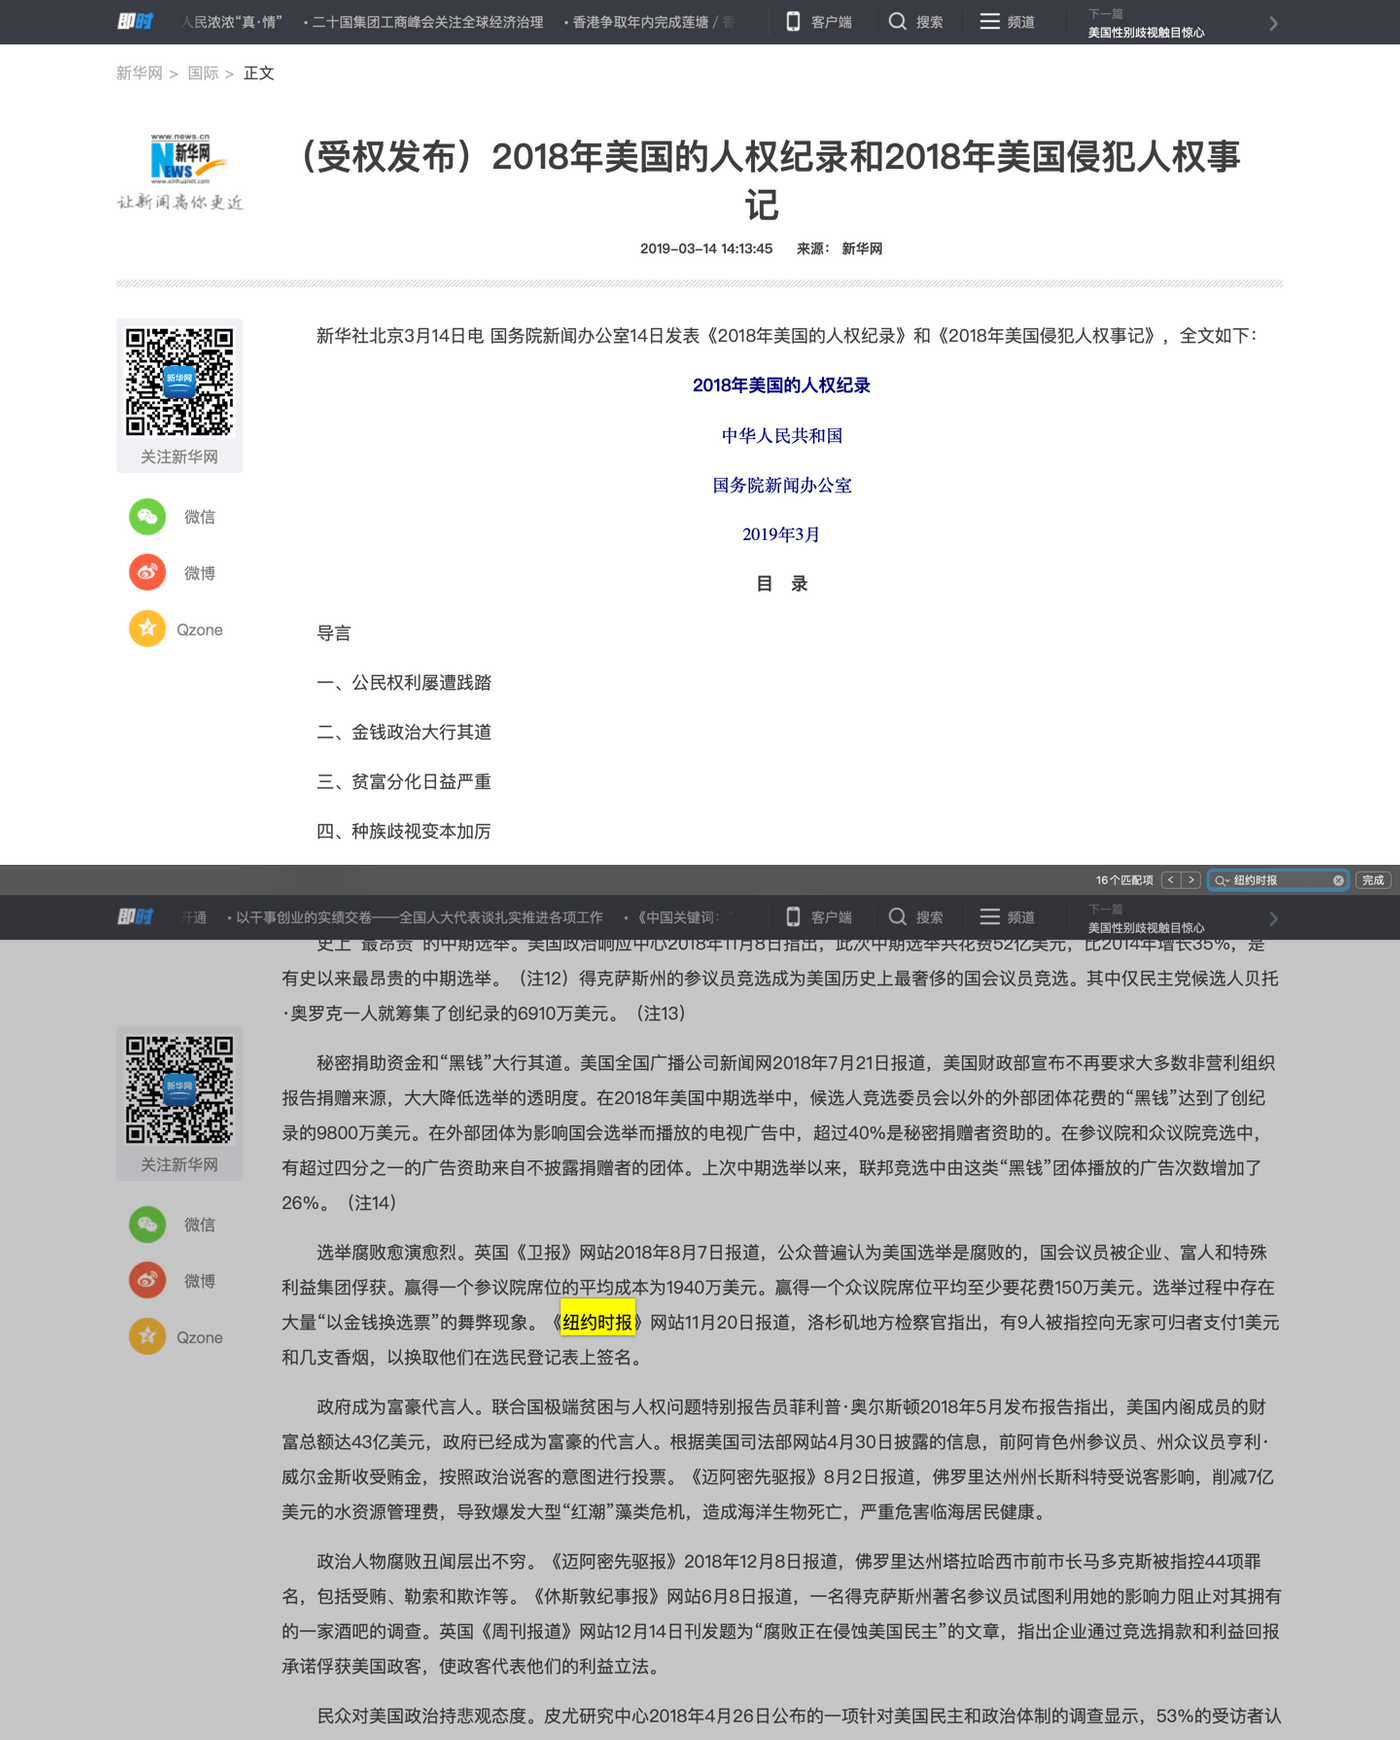 即时 人民浓浓“真·情” · 二十国集团工商峰会关注全球经济治理 · 香港争取年内完成莲塘 / 客户端 搜索 频道 下一篇
美国性别歧视触目惊心
新华网 > 国际 > 正文
www.news.cn
新华网
NEWS
www.xinhuanet.com
让新闻离你更近
（受权发布）2018年美国的人权纪录和2018年美国侵犯人权事
记
2019-03-14 14:13:45 来源： 新华网
新华社北京3月14日电 国务院新闻办公室14日发表《2018年美国的人权纪录》和《2018年美国侵犯人权事记》，全文如下：
2018年美国的人权纪录
中华人民共和国
国务院新闻办公室
2019年3月
目 录
新华网
关注新华网
微信
微博
Qzone
导言
一、公民权利屡遭践踏
二、金钱政治大行其道
三、贫富分化日益严重
四、种族歧视变本加厉
16个匹配项 < > 纽约时报 完成
即时 开通 · 以干事创业的实绩交卷——全国人大代表谈扎实推进各项工作 · 《中国关键词： 客户端 搜索 频道 下一篇
美国性别歧视触目惊心
史上“最昂贵”的中期选举。美国政治响应中心2018年11月8日指出，此次中期选举共花费52亿美元，比2014年增长35%，是
有史以来最昂贵的中期选举。（注12）得克萨斯州的参议员竞选成为美国历史上最奢侈的国会议员竞选。其中仅民主党候选人贝托
·奥罗克一人就筹集了创纪录的6910万美元。（注13）
秘密捐助资金和“黑钱”大行其道。美国全国广播公司新闻网2018年7月21日报道，美国财政部宣布不再要求大多数非营利组织
报告捐赠来源，大大降低选举的透明度。在2018年美国中期选举中，候选人竞选委员会以外的外部团体花费的“黑钱”达到了创纪
录的9800万美元。在外部团体为影响国会选举而播放的电视广告中，超过40%是秘密捐赠者资助的。在参议院和众议院竞选中，
有超过四分之一的广告资助来自不披露捐赠者的团体。上次中期选举以来，联邦竞选中由这类“黑钱”团体播放的广告次数增加了
26%。（注14）
新华网
关注新华网
微信
微博
Qzone
选举腐败愈演愈烈。英国《卫报》网站2018年8月7日报道，公众普遍认为美国选举是腐败的，国会议员被企业、富人和特殊
利益集团俘获。赢得一个参议院席位的平均成本为1940万美元。赢得一个众议院席位平均至少要花费150万美元。选举过程中存在
大量“以金钱换选票”的舞弊现象。《纽约时报》网站11月20日报道，洛杉矶地方检察官指出，有9人被指控向无家可归者支付1美元
和几支香烟，以换取他们在选民登记表上签名。
政府成为富豪代言人。联合国极端贫困与人权问题特别报告员菲利普·奥尔斯顿2018年5月发布报告指出，美国内阁成员的财
富总额达43亿美元，政府已经成为富豪的代言人。根据美国司法部网站4月30日披露的信息，前阿肯色州参议员、州众议员亨利·
威尔金斯收受贿金，按照政治说客的意图进行投票。《迈阿密先驱报》8月2日报道，佛罗里达州州长斯科特受说客影响，削减7亿
美元的水资源管理费，导致爆发大型“红潮”藻类危机，造成海洋生物死亡，严重危害临海居民健康。
政治人物腐败丑闻层出不穷。《迈阿密先驱报》2018年12月8日报道，佛罗里达州塔拉哈西市前市长马多克斯被指控44项罪
名，包括受贿、勒索和欺诈等。《休斯敦纪事报》网站6月8日报道，一名得克萨斯州著名参议员试图利用她的影响力阻止对其拥有
的一家酒吧的调查。英国《周刊报道》网站12月14日刊发题为“腐败正在侵蚀美国民主”的文章，指出企业通过竞选捐款和利益回报
承诺俘获美国政客，使政客代表他们的利益立法。
民众对美国政治持悲观态度。皮尤研究中心2018年4月26日公布的一项针对美国民主和政治体制的调查显示，53%的受访者认